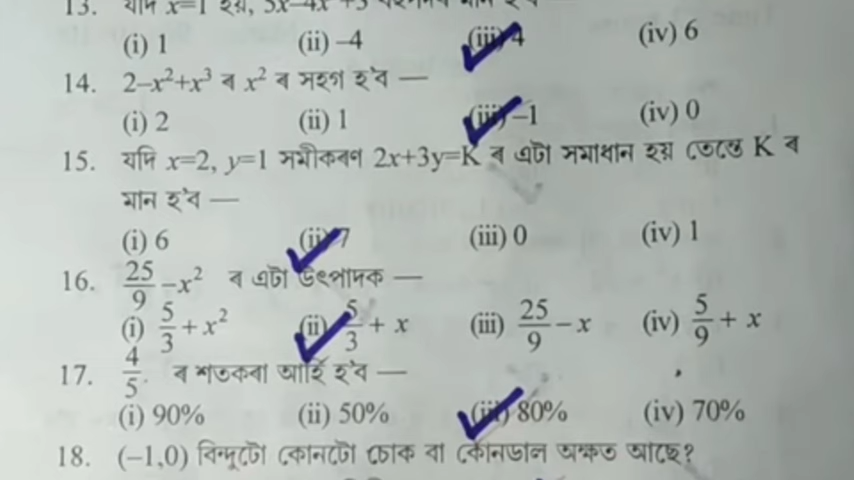 13. যদি x=1 হয়,
(i) 1 (ii) –4 (iii) 4 (iv) 6
14. 2–x²+x³ ৰ x² ৰ সহগ হ'ব —
(i) 2 (ii) 1 (iii) –1 (iv) 0
15. যদি x=2, y=1 সমীকৰণ 2x+3y=K ৰ এটা সমাধান হয় তেন্তে K ৰ
মান হ'ব —
(i) 6 (ii) 7 (iii) 0 (iv) 1
16. 25/9 –x² ৰ এটা উৎপাদক —
(i) 5/3 + x² (ii) 5/3 + x (iii) 25/9 – x (iv) 5/9 + x
17. 4/5 ৰ শতকৰা আৰ্হি হ'ব —
(i) 90% (ii) 50% (iii) 80% (iv) 70%
18. (–1,0) বিন্দুটো কোনটো চোক বা কোনডাল অক্ষত আছে?